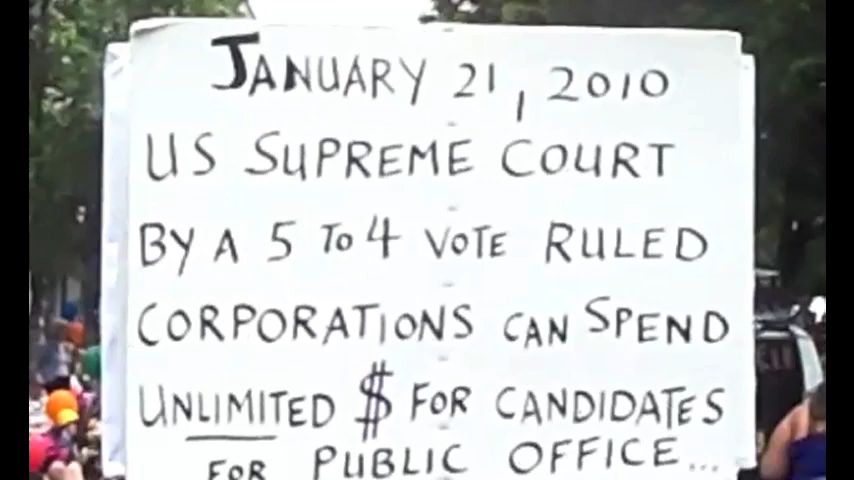 JANUARY 21, 2010
US SUPREME COURT
BY A 5 TO 4 VOTE RULED
CORPORATIONS CAN SPEND
UNLIMITED $ FOR CANDIDATES
FOR PUBLIC OFFICE...